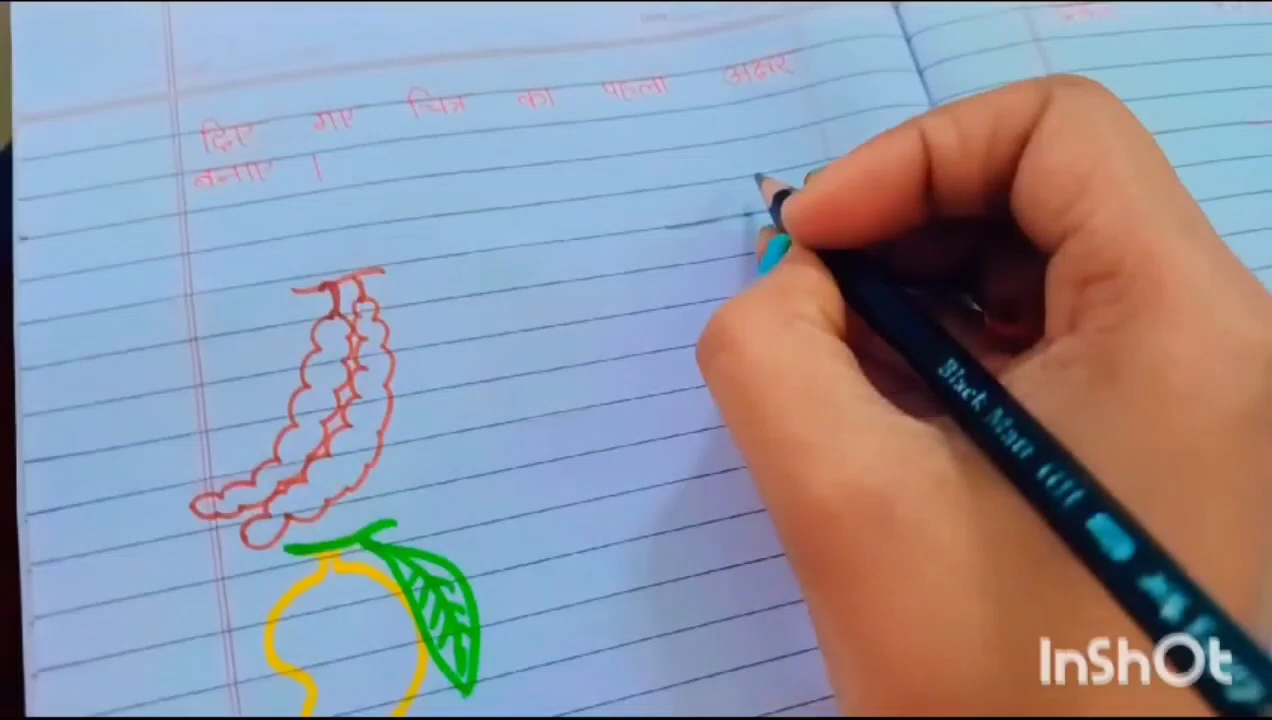 दिए गए चित्र का पहला अक्षर
बनाए ।
Black Matt
InShOt